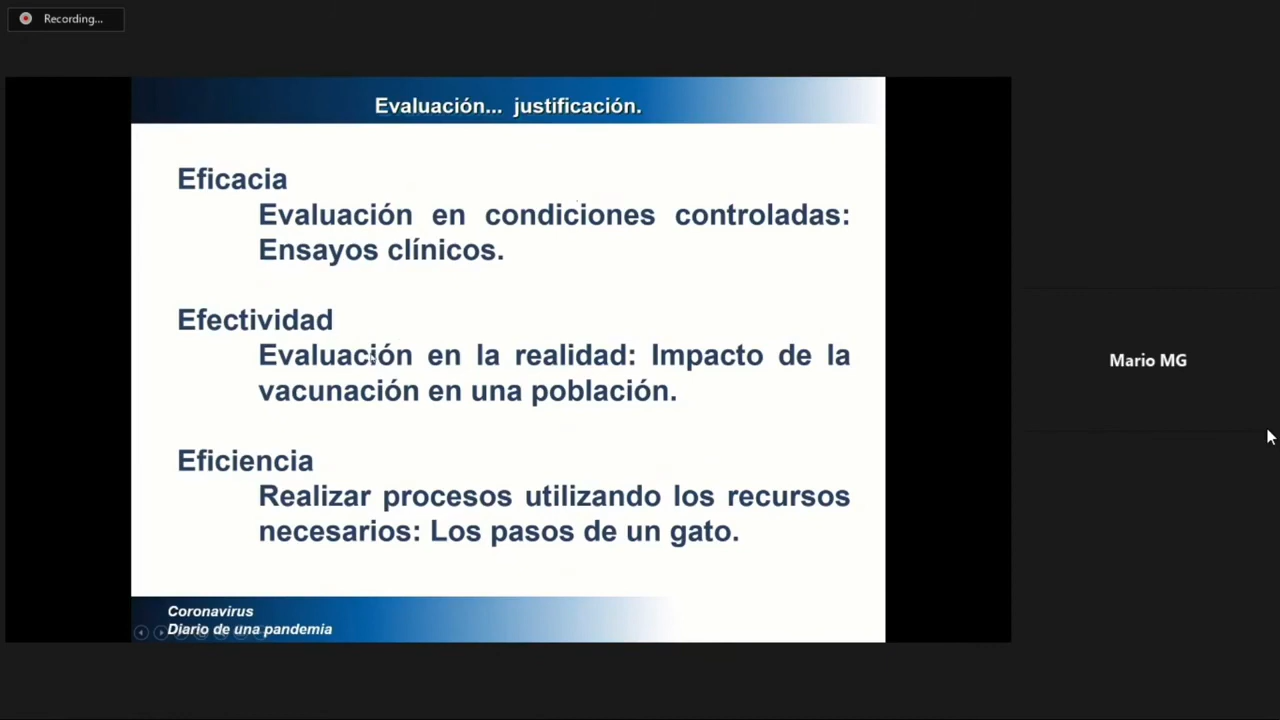 Recording...
Evaluación... justificación.
Eficacia
Evaluación en condiciones controladas:
Ensayos clínicos.
Efectividad
Evaluación en la realidad: Impacto de la
vacunación en una población.
Mario MG
Eficiencia
Realizar procesos utilizando los recursos
necesarios: Los pasos de un gato.
Coronavirus
Diario de una pandemia